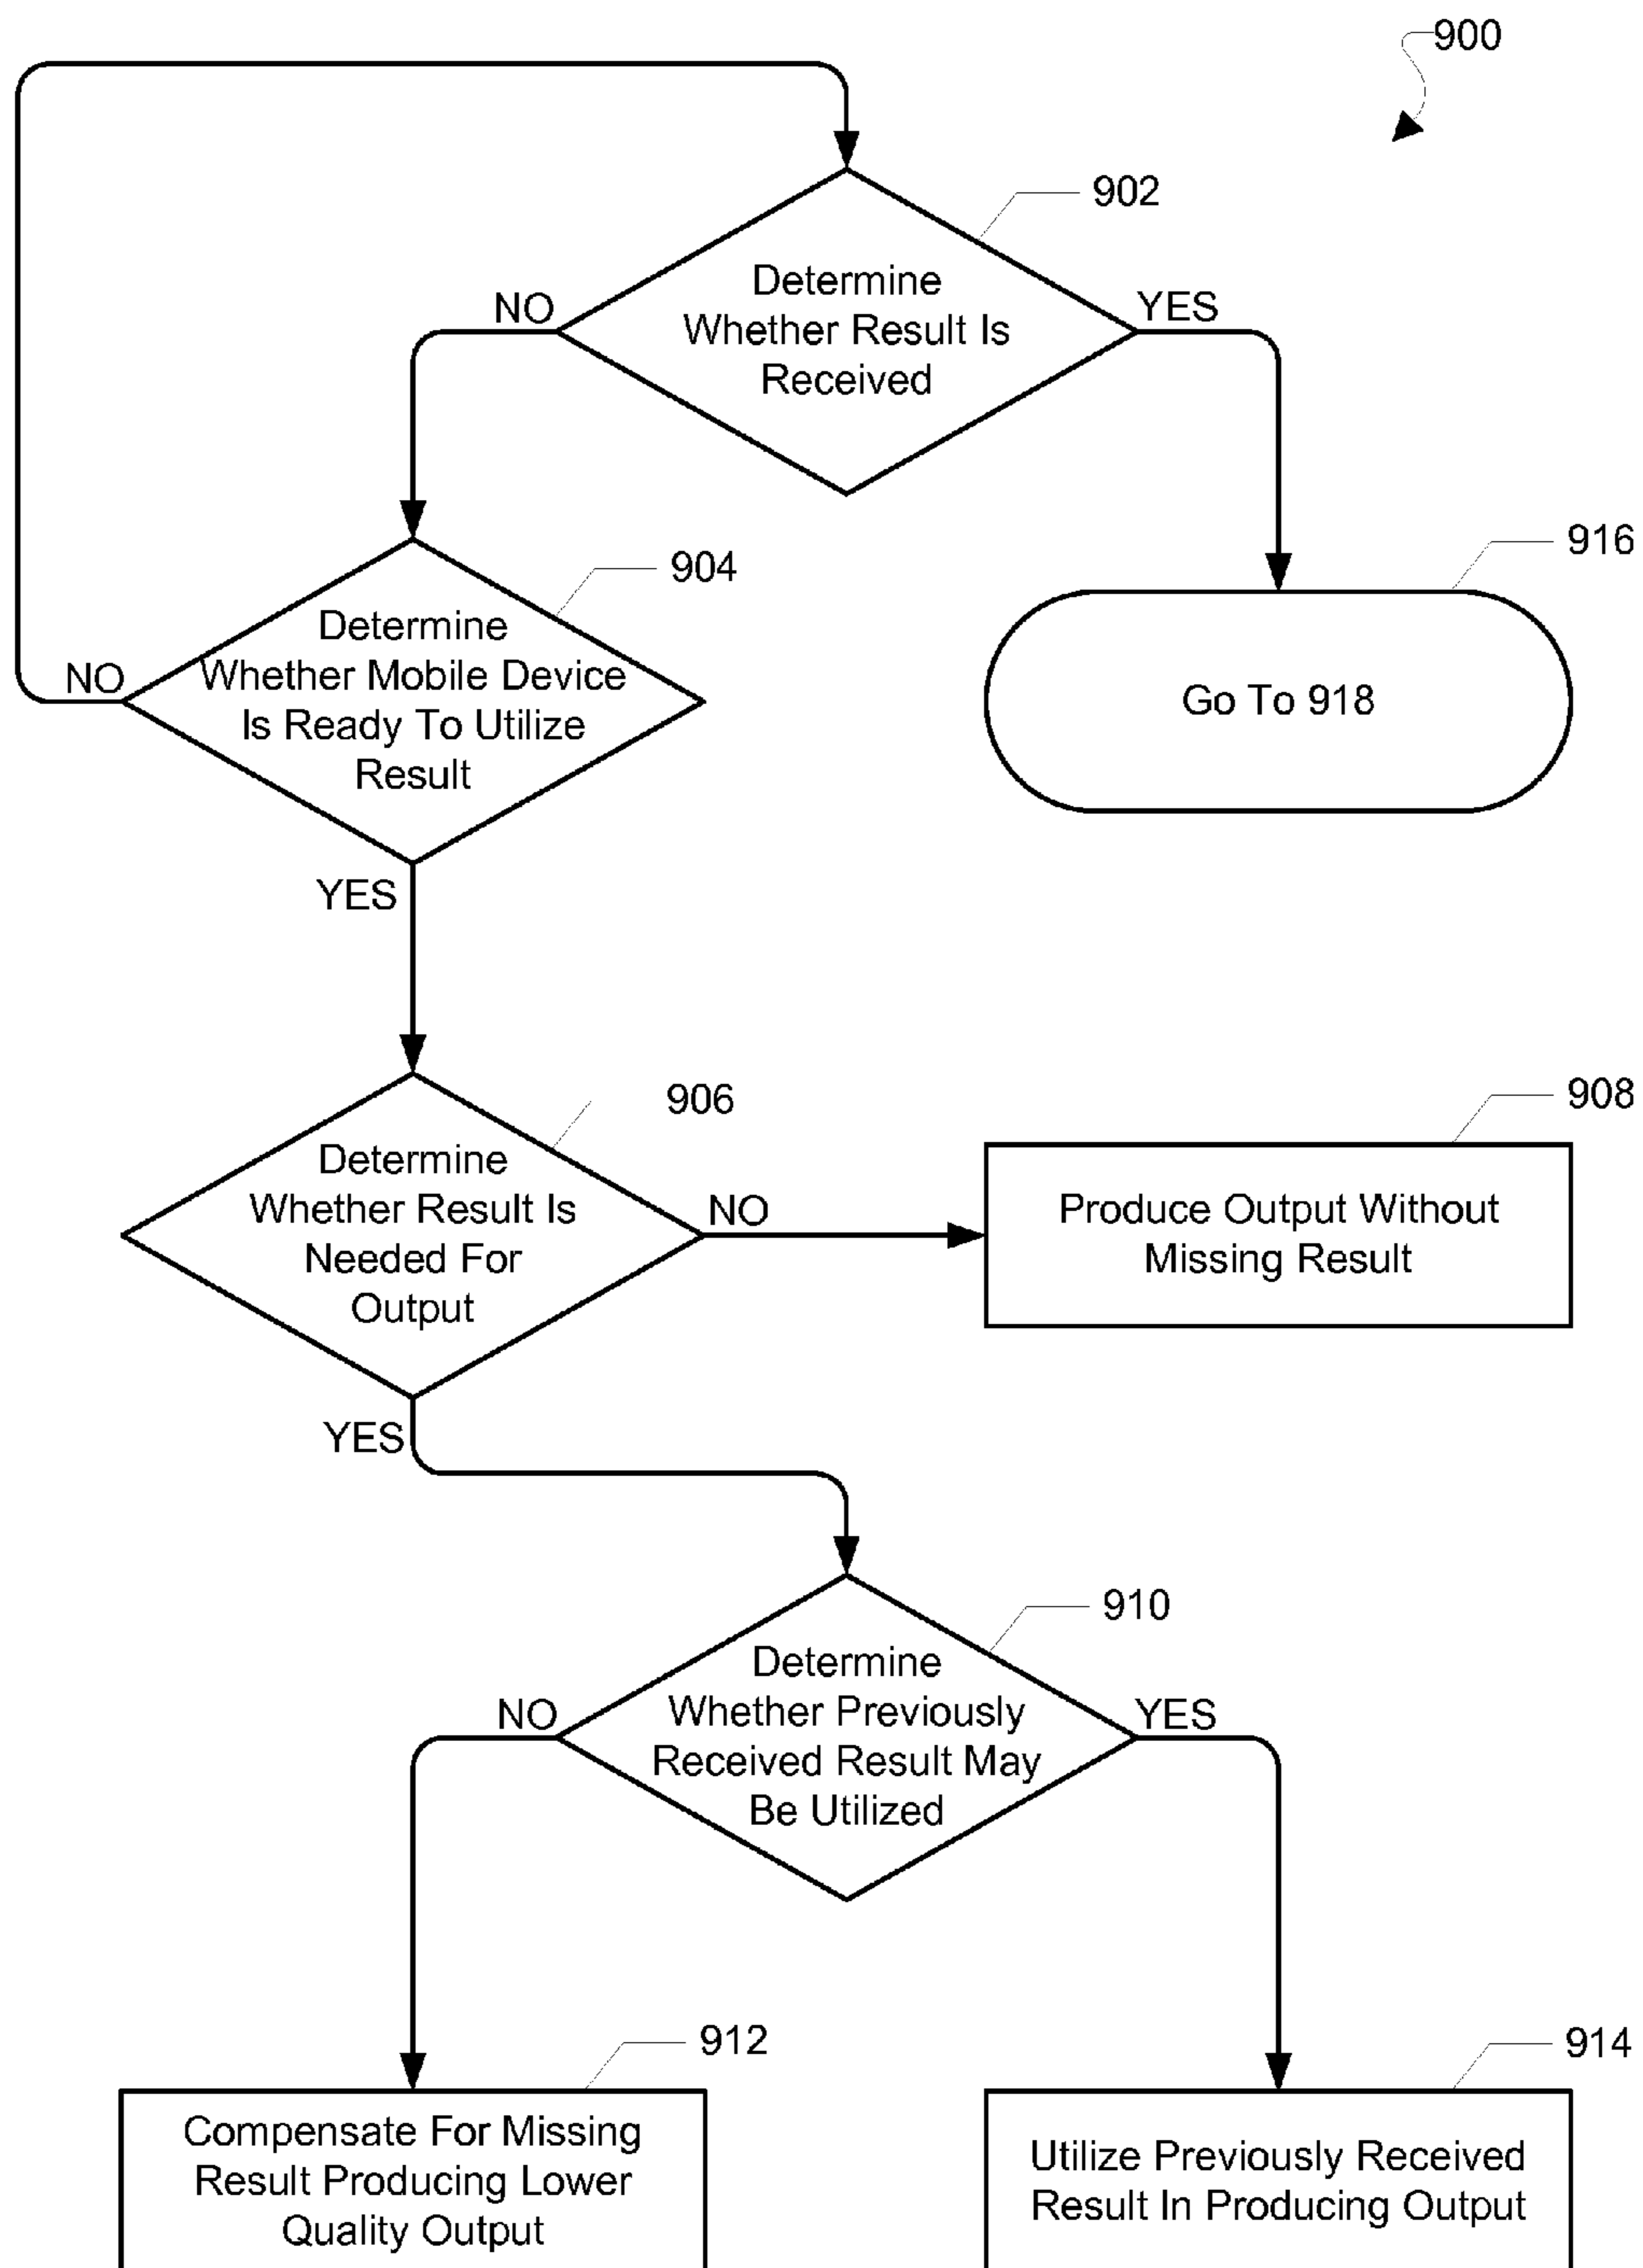 900
902
Determine
Whether Result Is
Received
NO
YES
904
Determine
Whether Mobile Device
Is Ready To Utilize
Result
NO
YES
916
Go To 918
906
Determine
Whether Result Is
Needed For
Output
NO
YES
908
Produce Output Without
Missing Result
910
Determine
Whether Previously
Received Result May
Be Utilized
NO
YES
912
Compensate For Missing
Result Producing Lower
Quality Output
914
Utilize Previously Received
Result In Producing Output